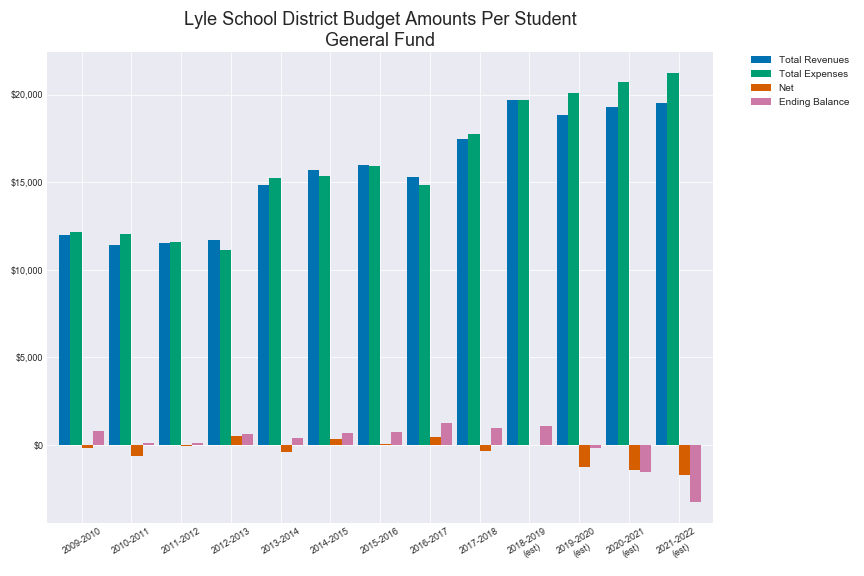 Lyle School District Budget Amounts Per Student
General Fund
Total Revenues
Total Expenses
Net
Ending Balance
$20,000
$15,000
$10,000
$5,000
$0
2009-2010
2010-2011
2011-2012
2012-2013
2013-2014
2014-2015
2015-2016
2016-2017
2017-2018
2018-2019
(est)
2019-2020
(est)
2020-2021
(est)
2021-2022
(est)